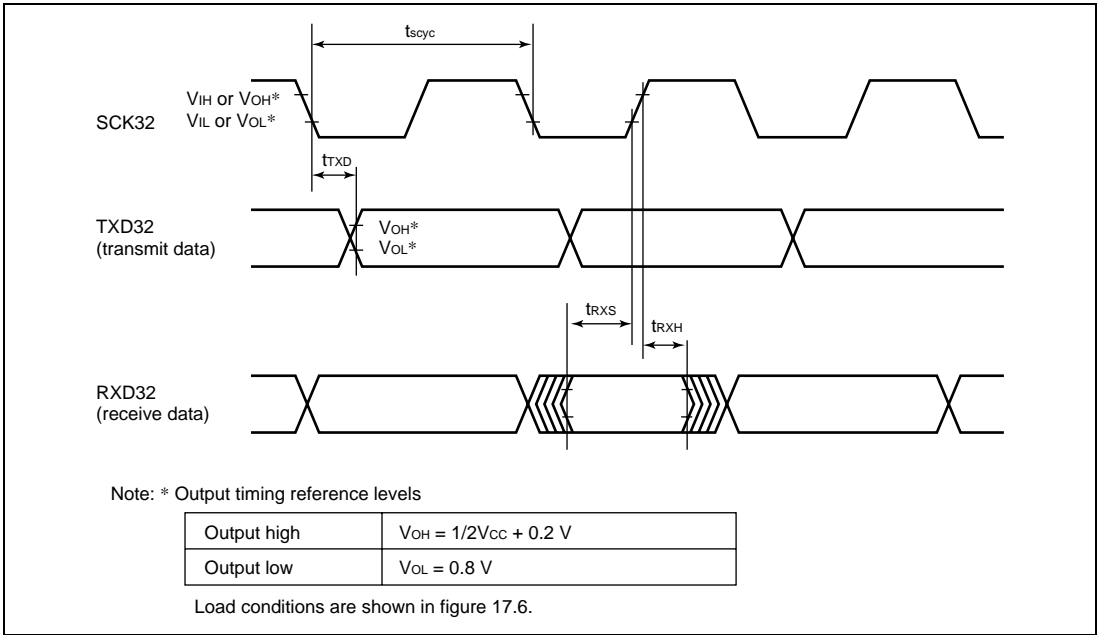 tscyc
VIH or VOH*
VIL or VOL*
SCK32
tTXD
TXD32
(transmit data)
VOH*
VOL*
tRXS
tRXH
RXD32
(receive data)
Note: * Output timing reference levels
Output high VOH = 1/2VCC + 0.2 V
Output low VOL = 0.8 V
Load conditions are shown in figure 17.6.